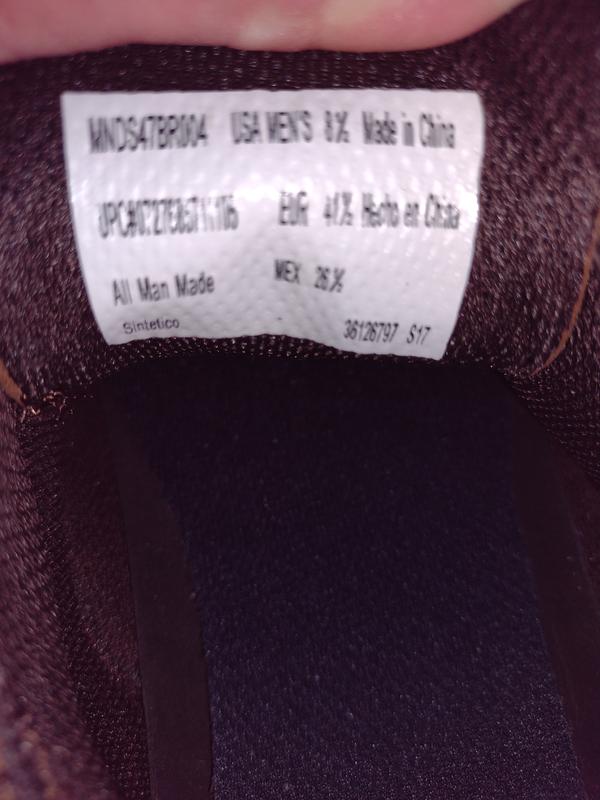 MNDS47BR004 USA MEN'S 8½ Made in China
EUR 41½ Hecho en China
All Man Made MEX 26½
Sintetico 36126797 S17